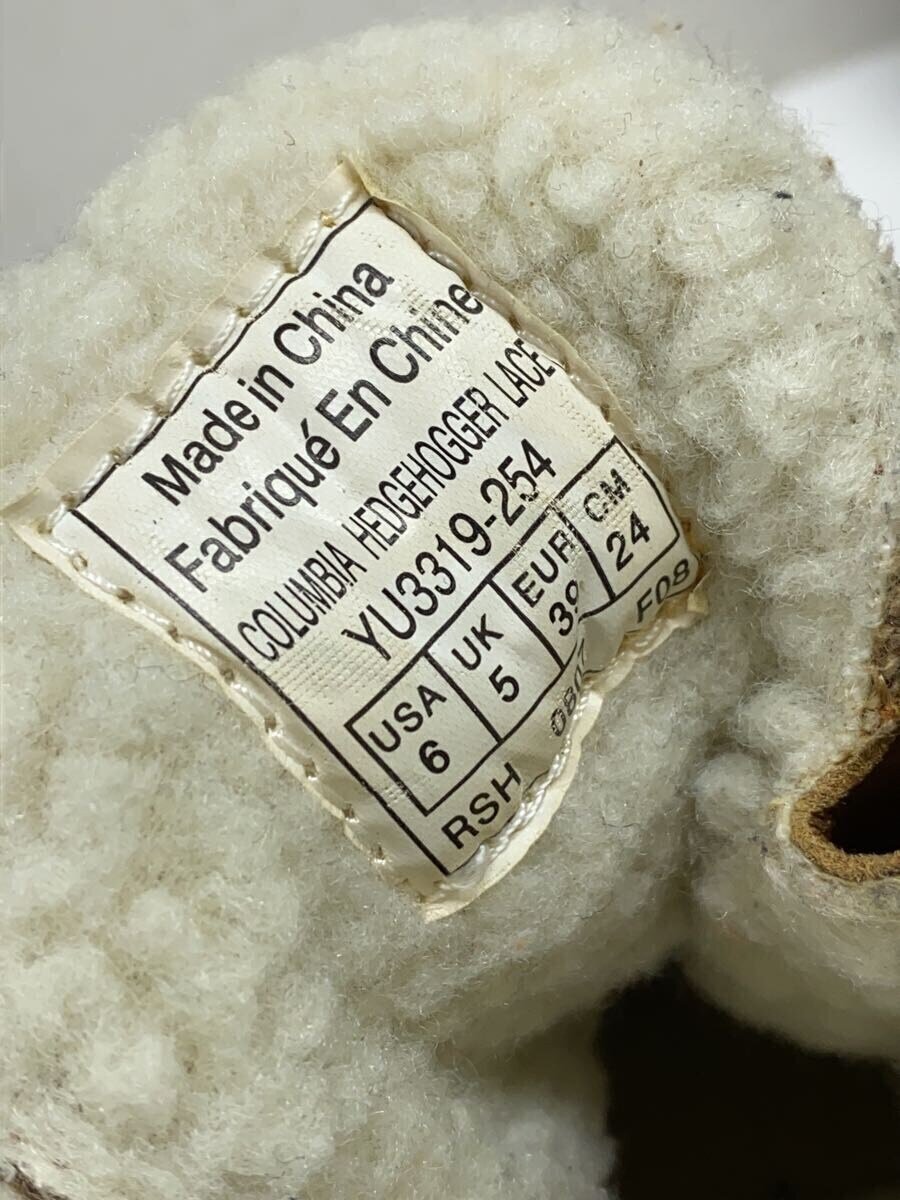 Made in China
Fabriqué En Chine
COLUMBIA HEDGEHOGGER LACE
YU3319-254
USA UK EUR CM
6 5 39 24
RSH 0807 F08